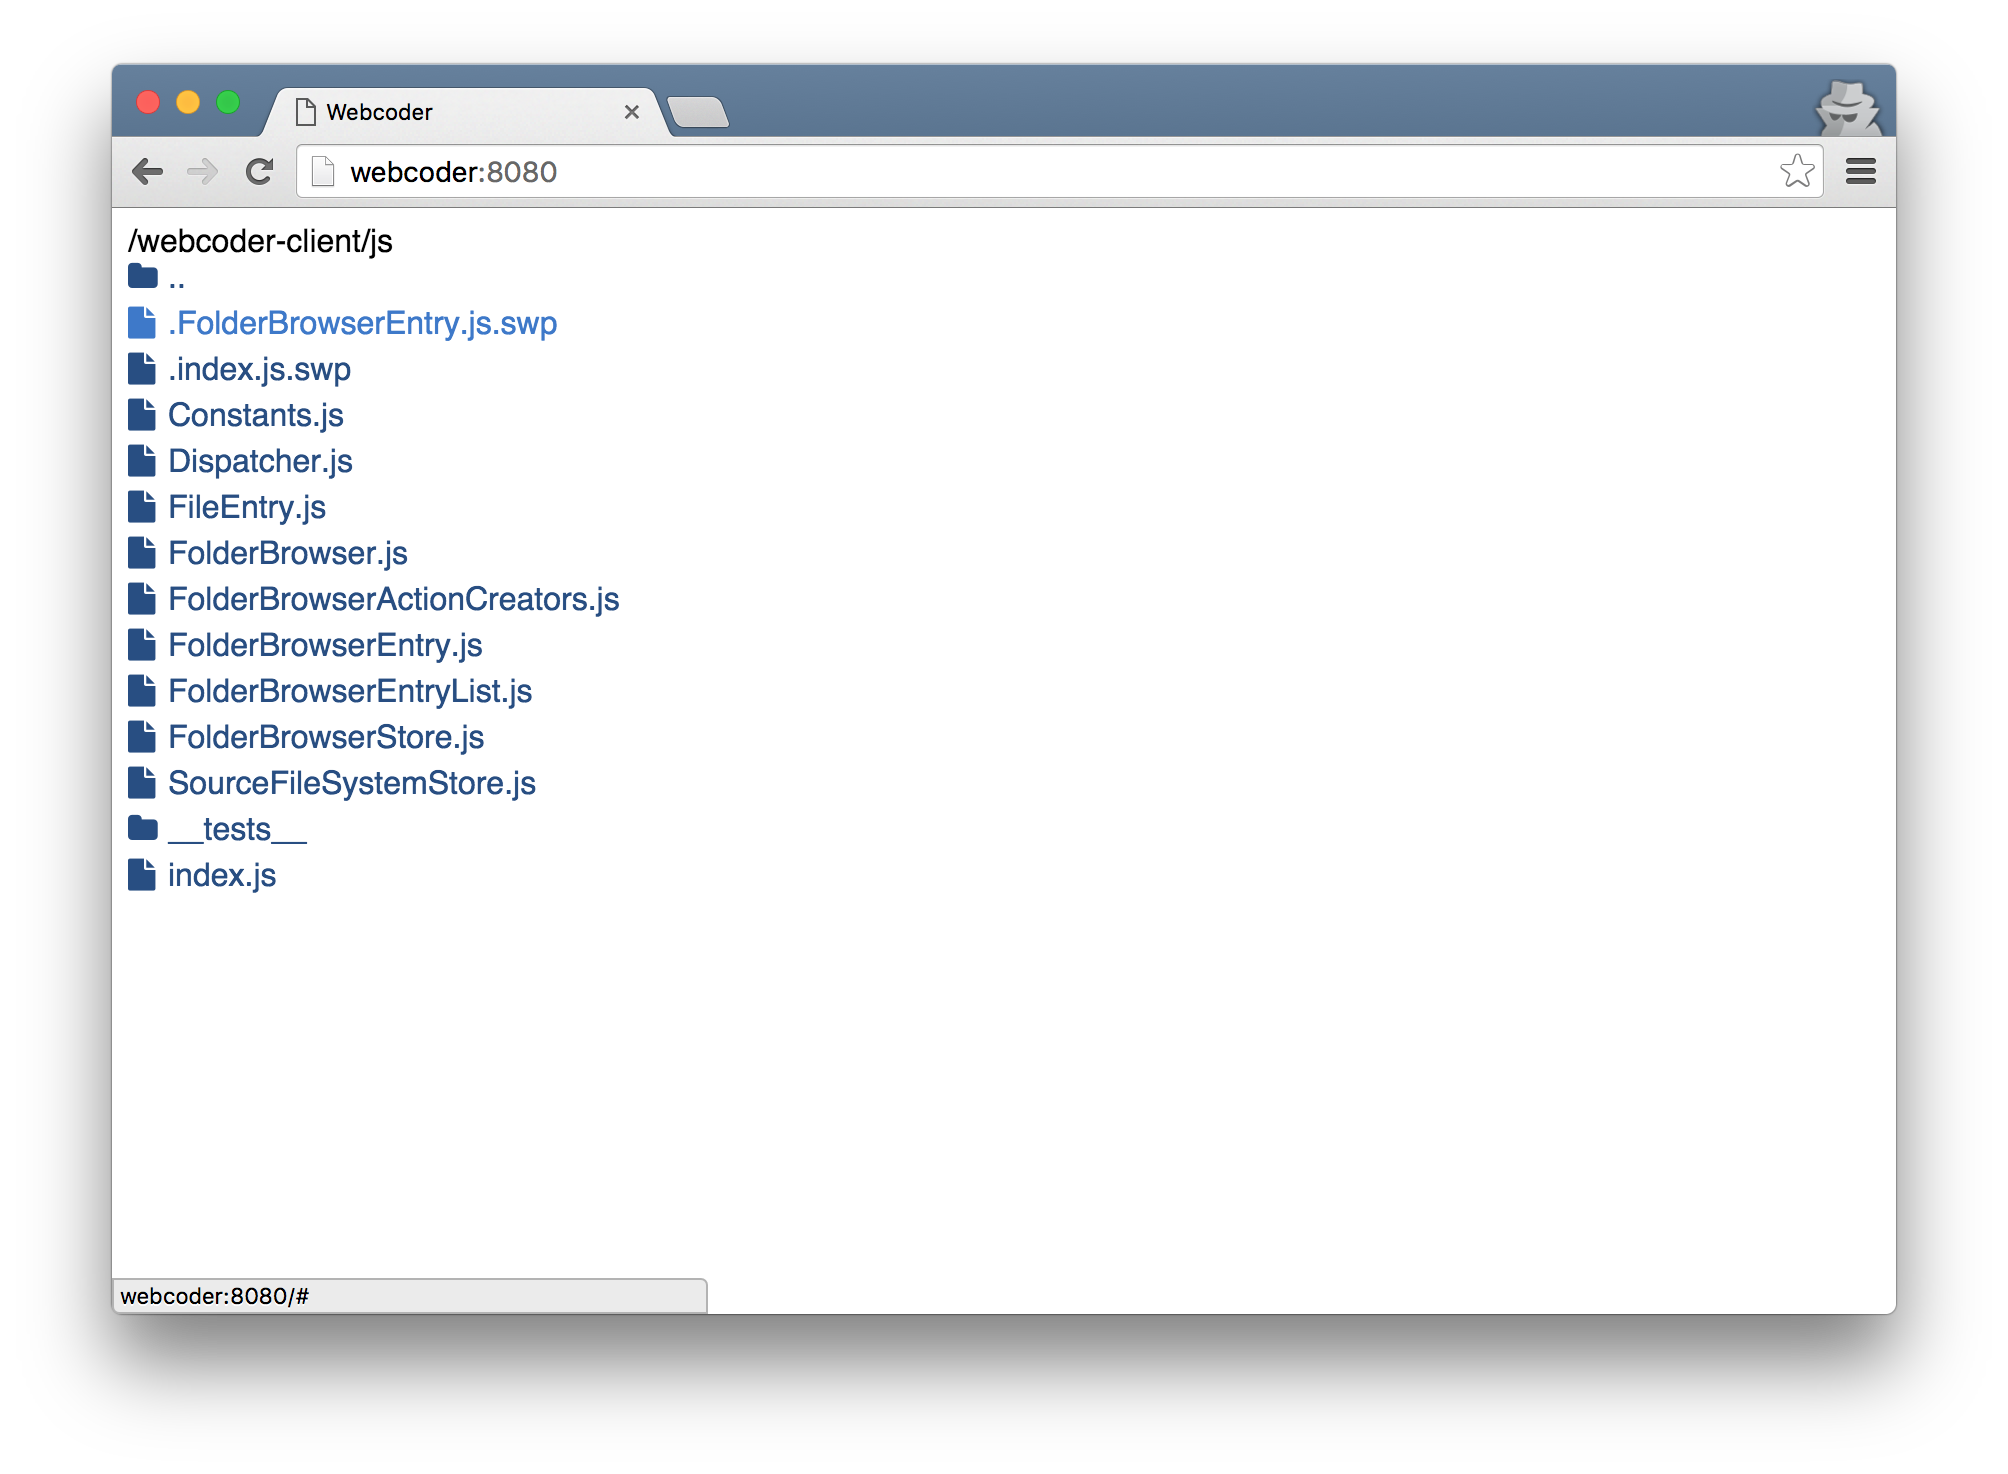 Webcoder
webcoder:8080
/webcoder-client/js
..
.FolderBrowserEntry.js.swp
.index.js.swp
Constants.js
Dispatcher.js
FileEntry.js
FolderBrowser.js
FolderBrowserActionCreators.js
FolderBrowserEntry.js
FolderBrowserEntryList.js
FolderBrowserStore.js
SourceFileSystemStore.js
__tests__
index.js
webcoder:8080/#